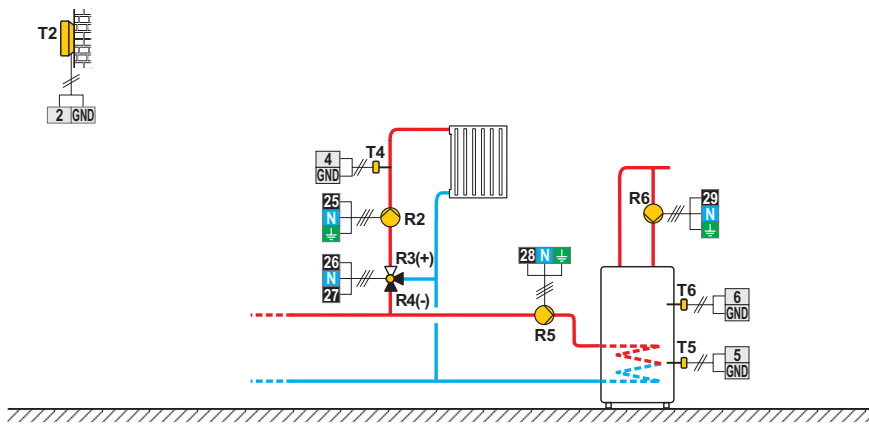 T2
2 GND
4
GND
T4
25
N
R2
R3(+)
26
N
27
R4(-)
28 N
R5
R6
29
N
T6
6
GND
T5
5
GND